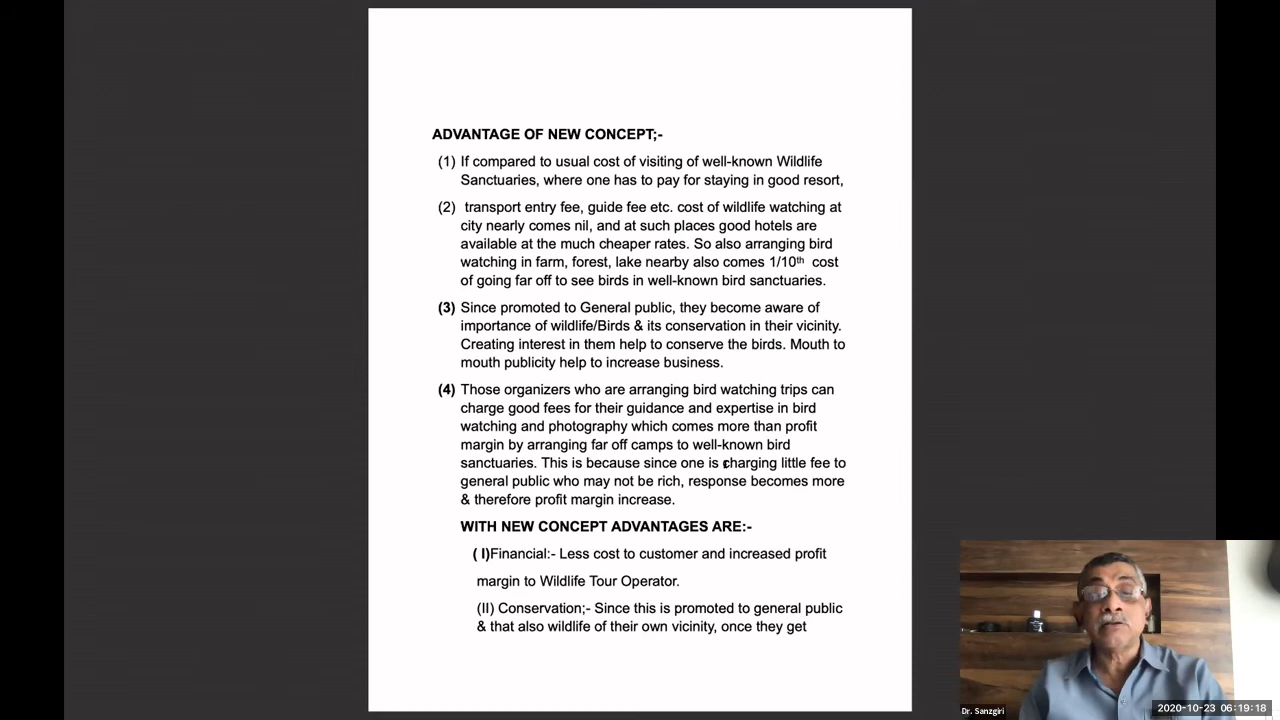 ADVANTAGE OF NEW CONCEPT;-
(1) If compared to usual cost of visiting of well-known Wildlife
Sanctuaries, where one has to pay for staying in good resort,
(2) transport entry fee, guide fee etc. cost of wildlife watching at
city nearly comes nil, and at such places good hotels are
available at the much cheaper rates. So also arranging bird
watching in farm, forest, lake nearby also comes 1/10th cost
of going far off to see birds in well-known bird sanctuaries.
(3) Since promoted to General public, they become aware of
importance of wildlife/Birds & its conservation in their vicinity.
Creating interest in them help to conserve the birds. Mouth to
mouth publicity help to increase business.
(4) Those organizers who are arranging bird watching trips can
charge good fees for their guidance and expertise in bird
watching and photography which comes more than profit
margin by arranging far off camps to well-known bird
sanctuaries. This is because since one is charging little fee to
general public who may not be rich, response becomes more
& therefore profit margin increase.
WITH NEW CONCEPT ADVANTAGES ARE:-
( I)Financial:- Less cost to customer and increased profit
margin to Wildlife Tour Operator.
(II) Conservation;- Since this is promoted to general public
& that also wildlife of their own vicinity, once they get
Dr. Sanzgiri
2020-10-23 06:19:18